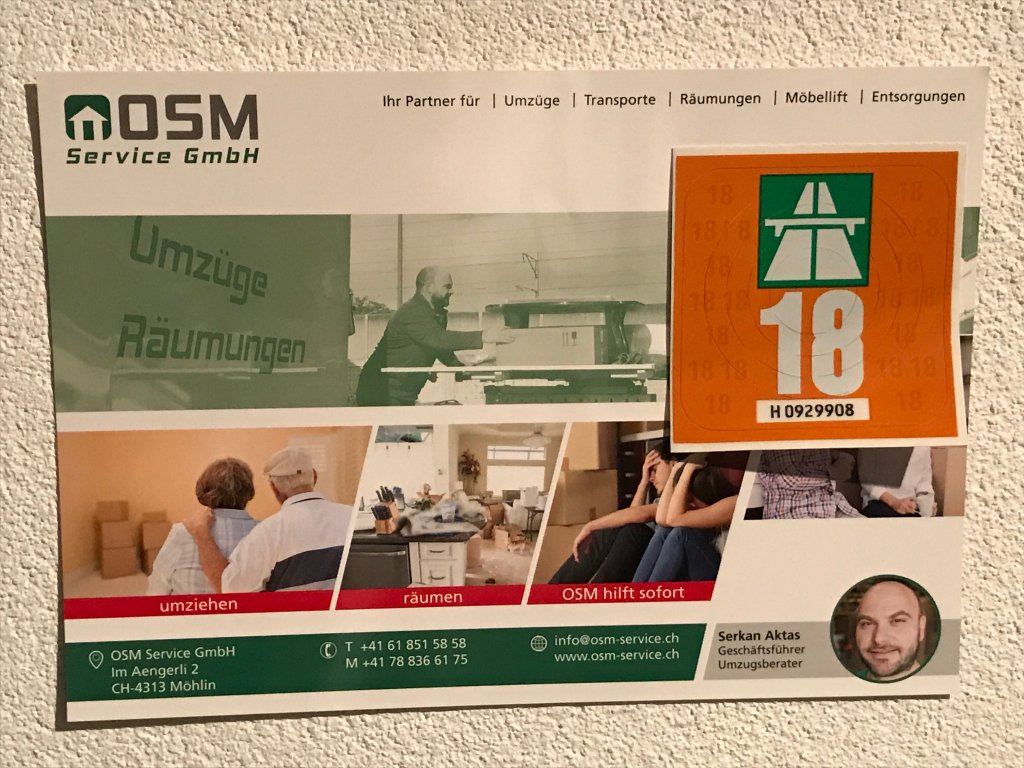 OSM
Service GmbH
Ihr Partner für | Umzüge | Transporte | Räumungen | Möbellift | Entsorgungen
Umzüge
Räumungen
18
H 0929908
umziehen
räumen
OSM hilft sofort
OSM Service GmbH
Im Aengerli 2
CH-4313 Möhlin
T +41 61 851 58 58
M +41 78 836 61 75
info@osm-service.ch
www.osm-service.ch
Serkan Aktas
Geschäftsführer
Umzugsberater